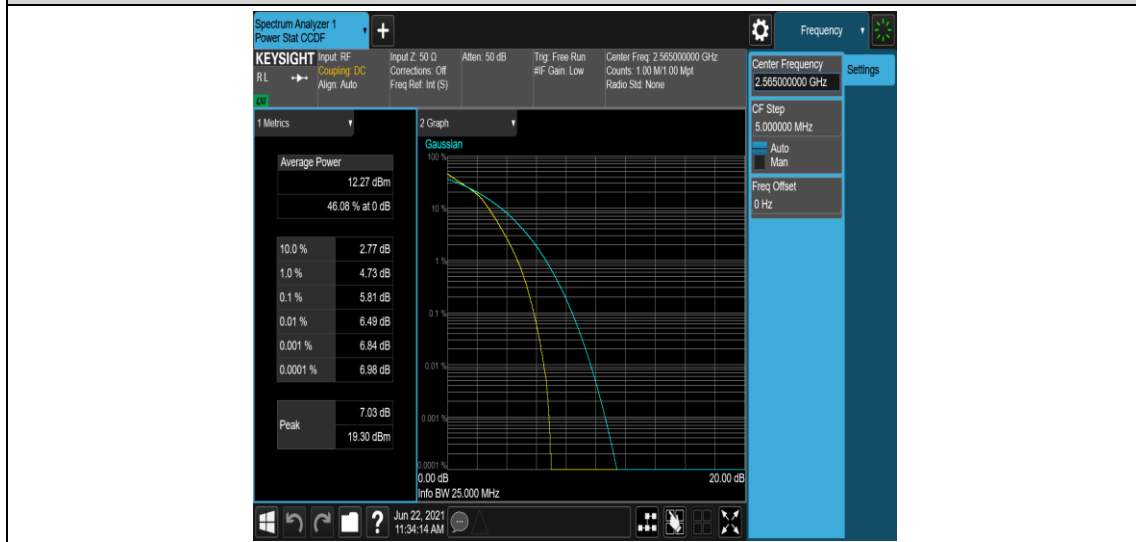 Spectrum Analyzer 1
Power Stat CCDF
+
Frequency
KEYSIGHT
RL
LXI
Input: RF
Coupling: DC
Align: Auto
Input Z: 50 Ω
Corrections: Off
Freq Ref: Int (S)
Atten: 50 dB
Trig: Free Run
#IF Gain: Low
Center Freq: 2.565000000 GHz
Counts: 1.00 M/1.00 Mpt
Radio Std: None
Center Frequency
2.565000000 GHz
Settings
CF Step
5.000000 MHz
Auto
Man
Freq Offset
0 Hz
1 Metrics
Average Power
12.27 dBm
46.08 % at 0 dB
10.0 % 2.77 dB
1.0 % 4.73 dB
0.1 % 5.81 dB
0.01 % 6.49 dB
0.001 % 6.84 dB
0.0001 % 6.98 dB
Peak
7.03 dB
19.30 dBm
2 Graph
Gaussian
100 %
10 %
1 %
0.1 %
0.01 %
0.001 %
0.0001 %
0.00 dB 20.00 dB
Info BW 25.000 MHz
?
Jun 22, 2021
11:34:14 AM